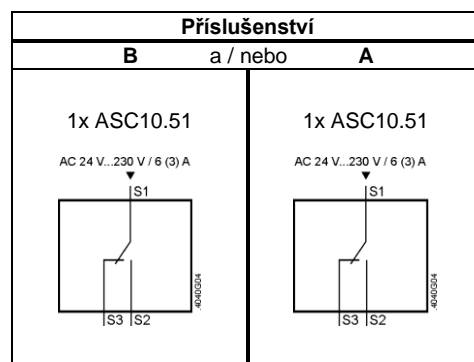 Příslušenství
B a / nebo A
1x ASC10.51
AC 24 V...230 V / 6 (3) A
S1
4040G04
S3 S2
1x ASC10.51
AC 24 V...230 V / 6 (3) A
S1
4040G04
S3 S2